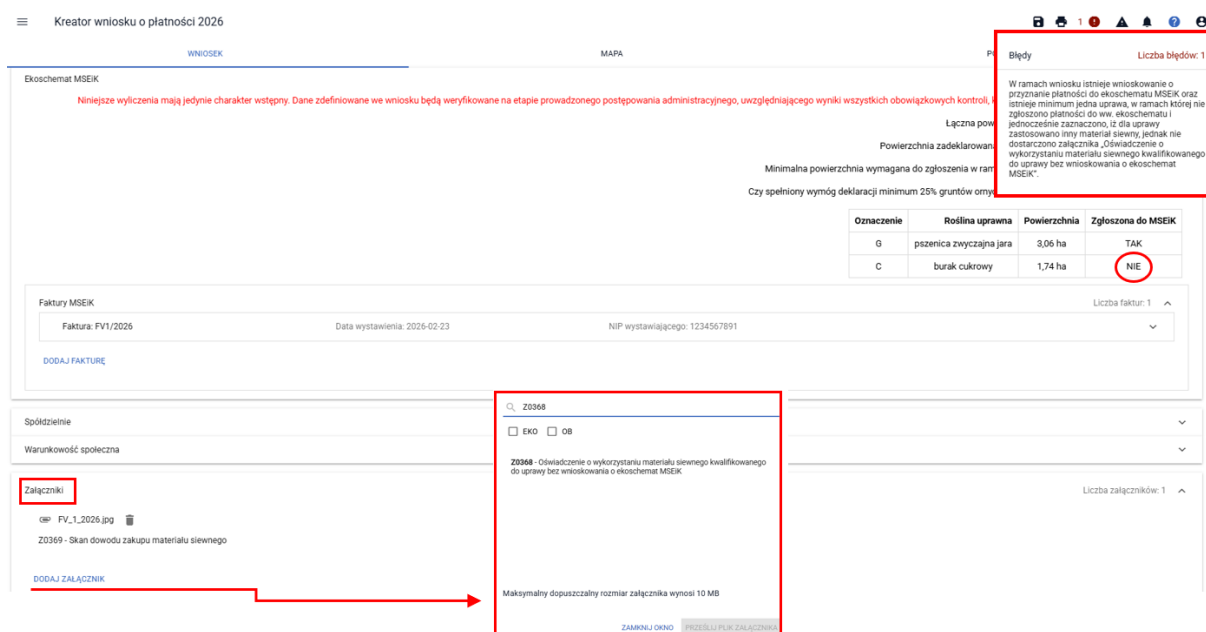 Kreator wniosku o płatności 2026
1
WNIOSEK
MAPA
Błędy
Liczba błędów: 1
W ramach wniosku istnieje wnioskowanie o
przyznanie płatności do ekoschematu MSEiK oraz
istnieje minimum jedna uprawa, w ramach której nie
zgłoszono płatności do ww. ekoschematu i
jednocześnie zaznaczono, iż dla uprawy
zastosowano inny materiał siewny, jednak nie
dostarczono załącznika „Oświadczenie o
wykorzystaniu materiału siewnego kwalifikowanego
do uprawy bez wnioskowania o ekoschemat
MSEiK".
Ekoschemat MSEiK
Niniejsze wyliczenia mają jedynie charakter wstępny. Dane zdefiniowane we wniosku będą weryfikowane na etapie prowadzonego postępowania administracyjnego, uwzględniającego wyniki wszystkich obowiązkowych kontroli,
Łączna pow
Powierzchnia zadeklarowan
Minimalna powierzchnia wymagana do zgłoszenia w ram
Czy spełniony wymóg deklaracji minimum 25% gruntów orny
Oznaczenie Roślina uprawna Powierzchnia Zgłoszona do MSEiK
G pszenica zwyczajna jara 3,06 ha TAK
C burak cukrowy 1,74 ha NIE
Faktury MSEiK
Liczba faktur: 1
Faktura: FV1/2026 Data wystawienia: 2026-02-23 NIP wystawiającego: 1234567891
DODAJ FAKTURĘ
Spółdzielnie
Warunkowość społeczna
Załączniki
Liczba załączników: 1
FV_1_2026.jpg
Z0369 - Skan dowodu zakupu materiału siewnego
DODAJ ZAŁĄCZNIK
Z0368
EKO OB
Z0368 - Oświadczenie o wykorzystaniu materiału siewnego kwalifikowanego
do uprawy bez wnioskowania o ekoschemat MSEiK
Maksymalny dopuszczalny rozmiar załącznika wynosi 10 MB
ZAMKNIJ OKNO PRZEŚLIJ PLIK ZAŁĄCZNIKA